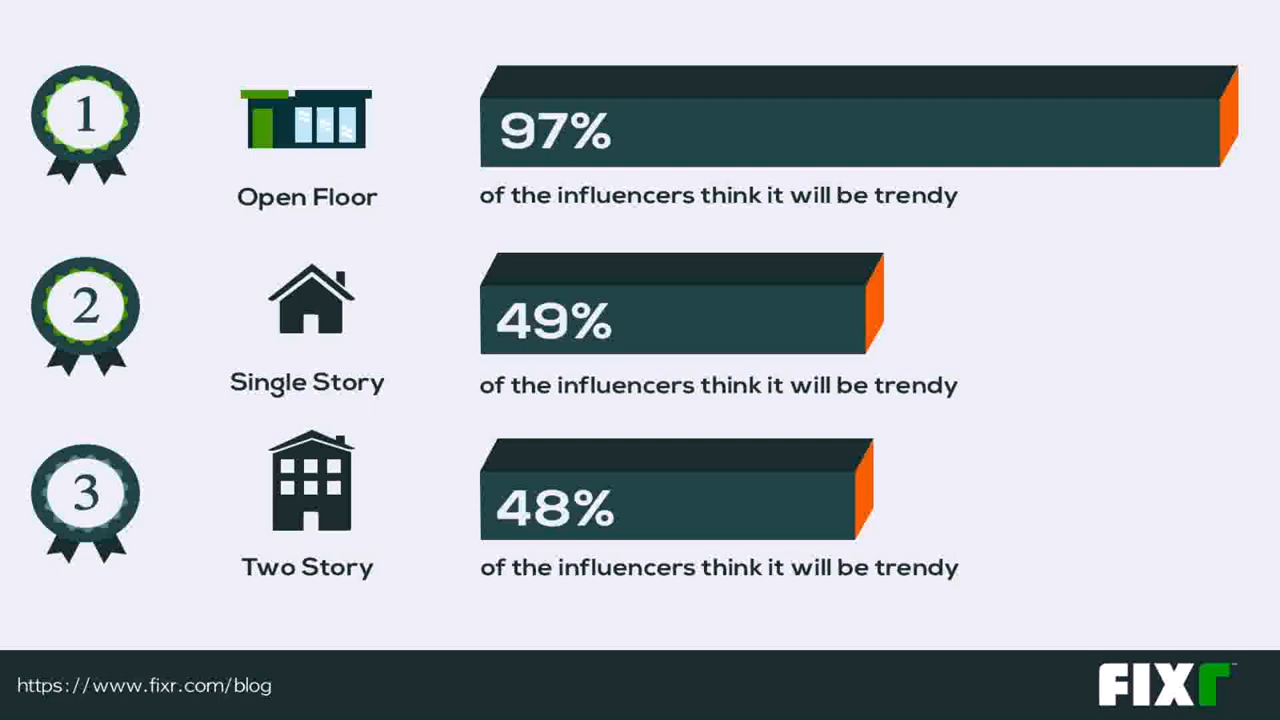 1
97%
Open Floor
of the influencers think it will be trendy
2
49%
Single Story
of the influencers think it will be trendy
3
48%
Two Story
of the influencers think it will be trendy
https://www.fixr.com/blog
FIXr™